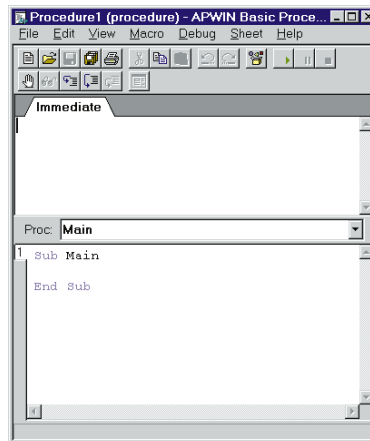 Procedure1 (procedure) - APWIN Basic Proce...
File Edit View Macro Debug Sheet Help
Immediate
Proc: Main
1 Sub Main
End Sub